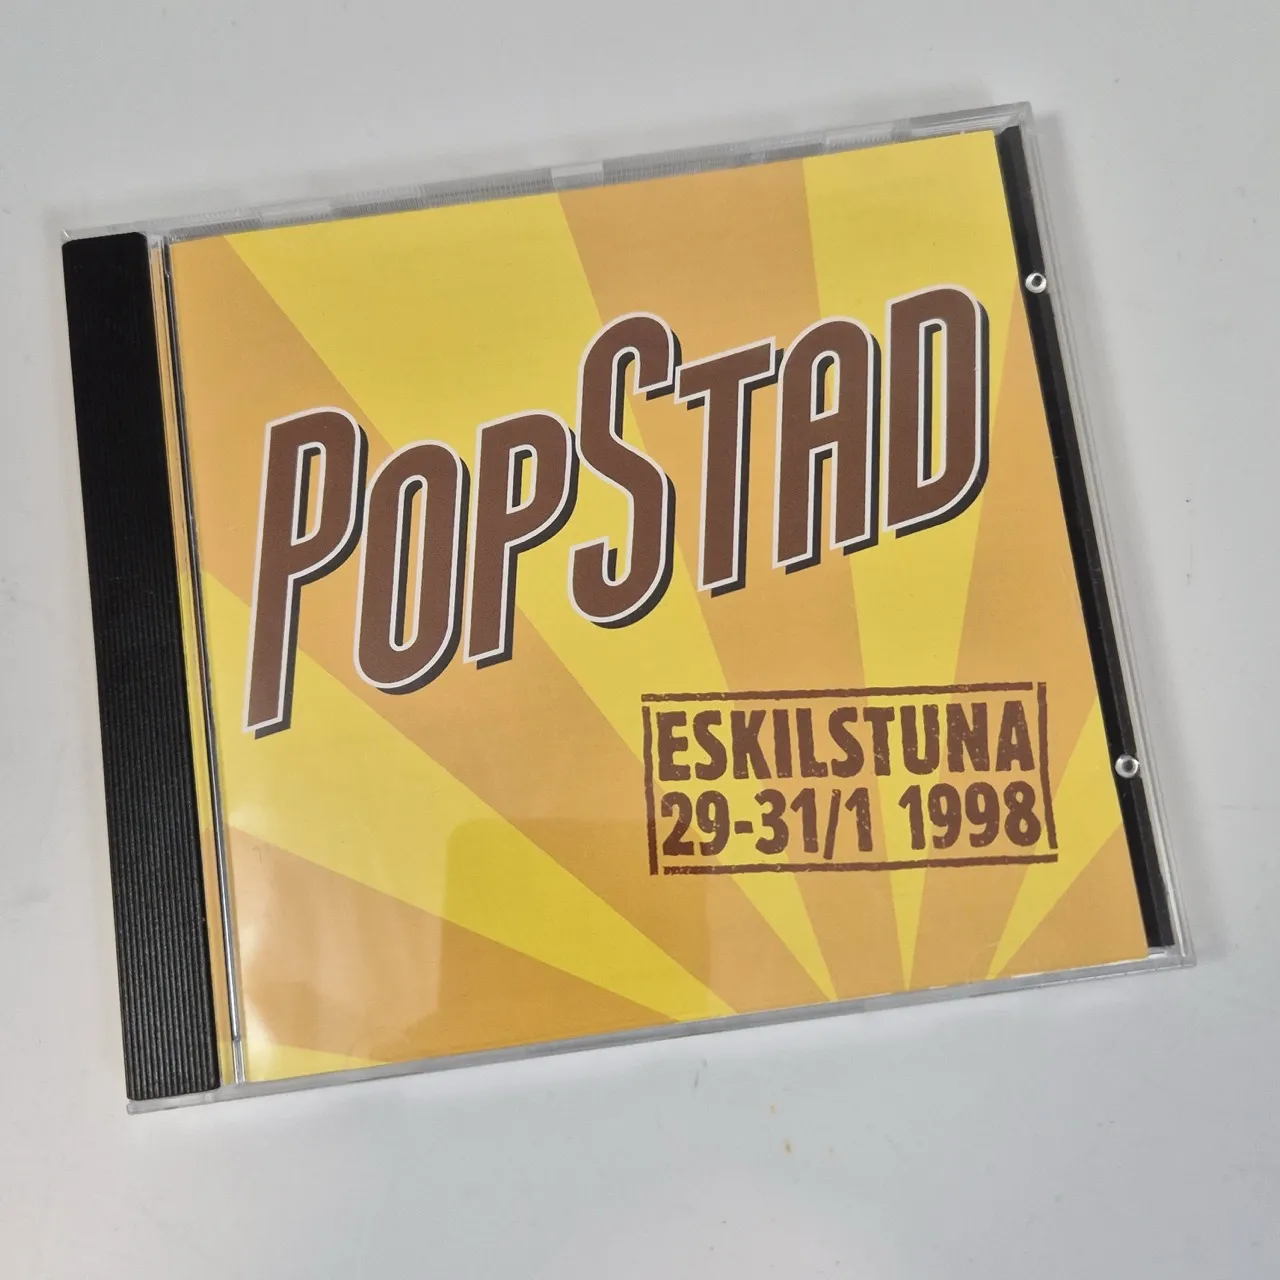 POPSTAD
ESKILSTUNA
29-31/1 1998